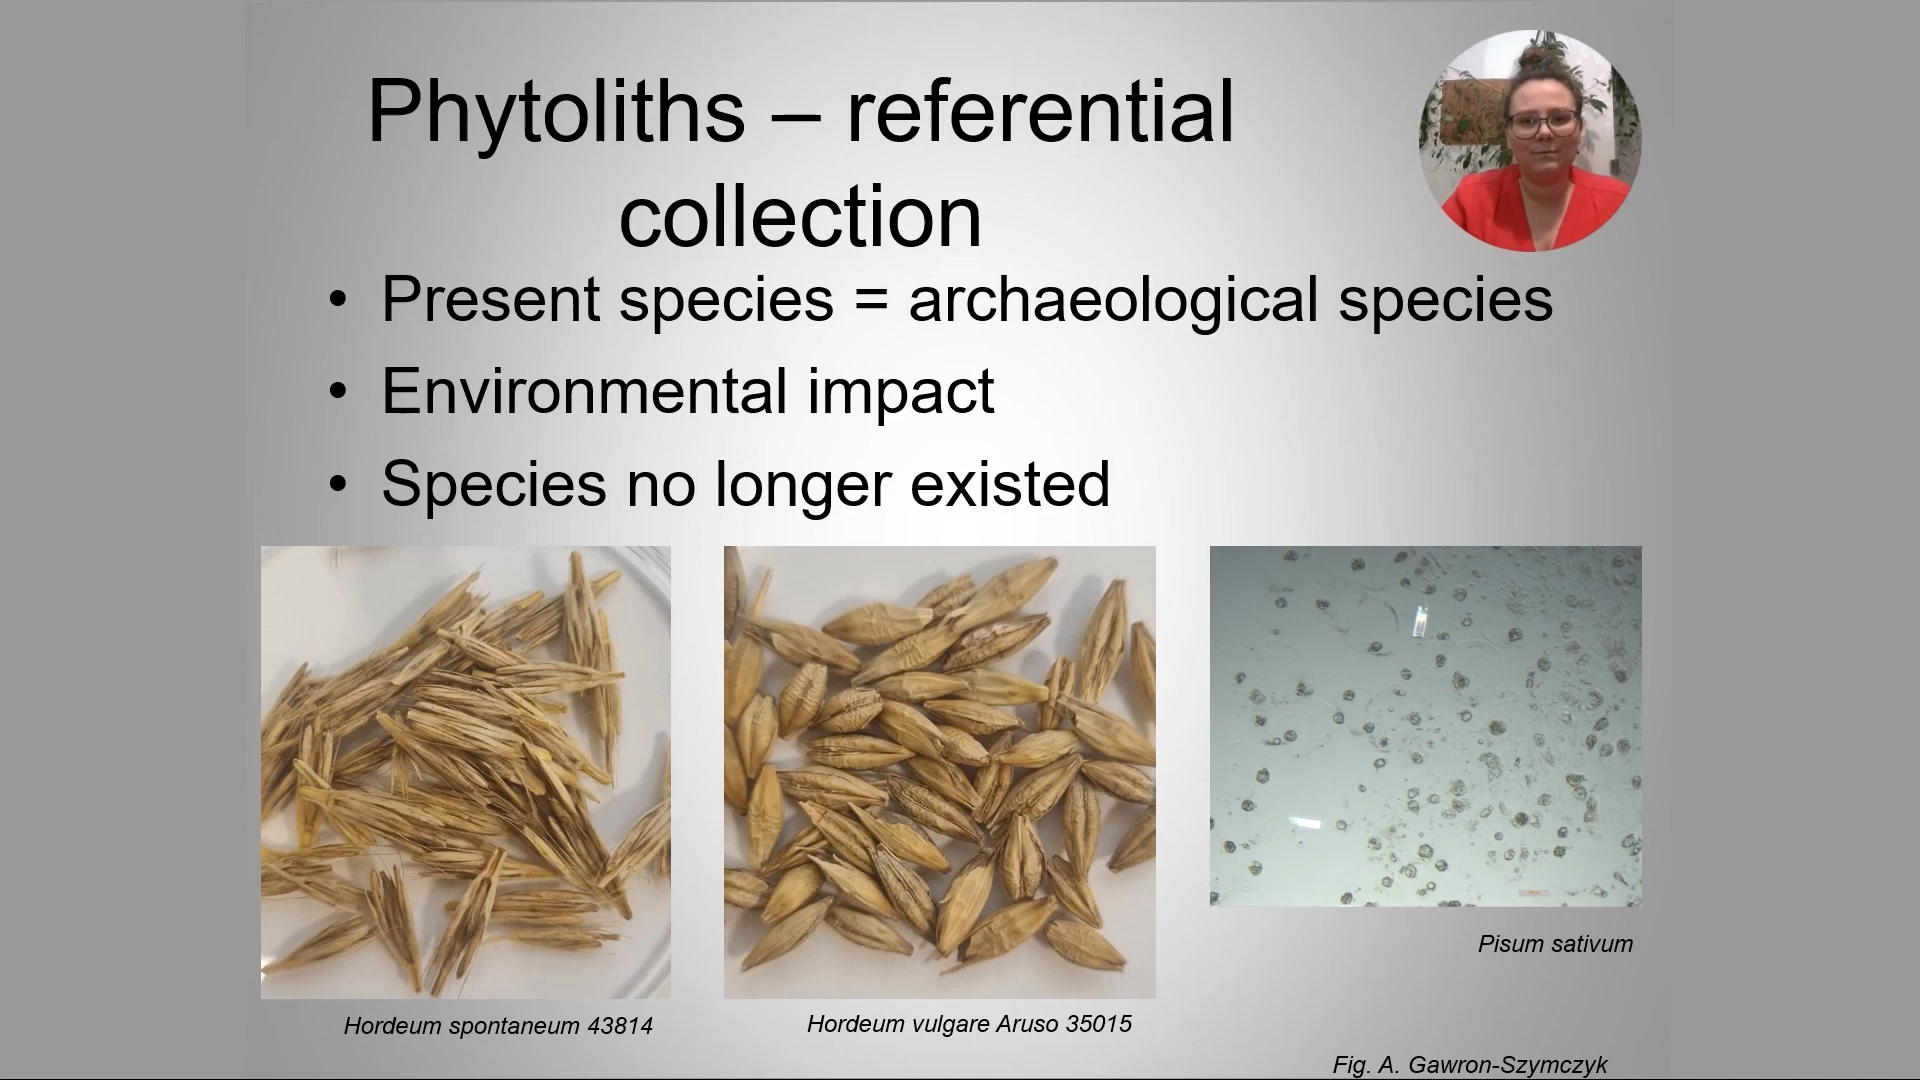 Phytoliths – referential
collection
• Present species = archaeological species
• Environmental impact
• Species no longer existed
Pisum sativum
Hordeum spontaneum 43814
Hordeum vulgare Aruso 35015
Fig. A. Gawron-Szymczyk